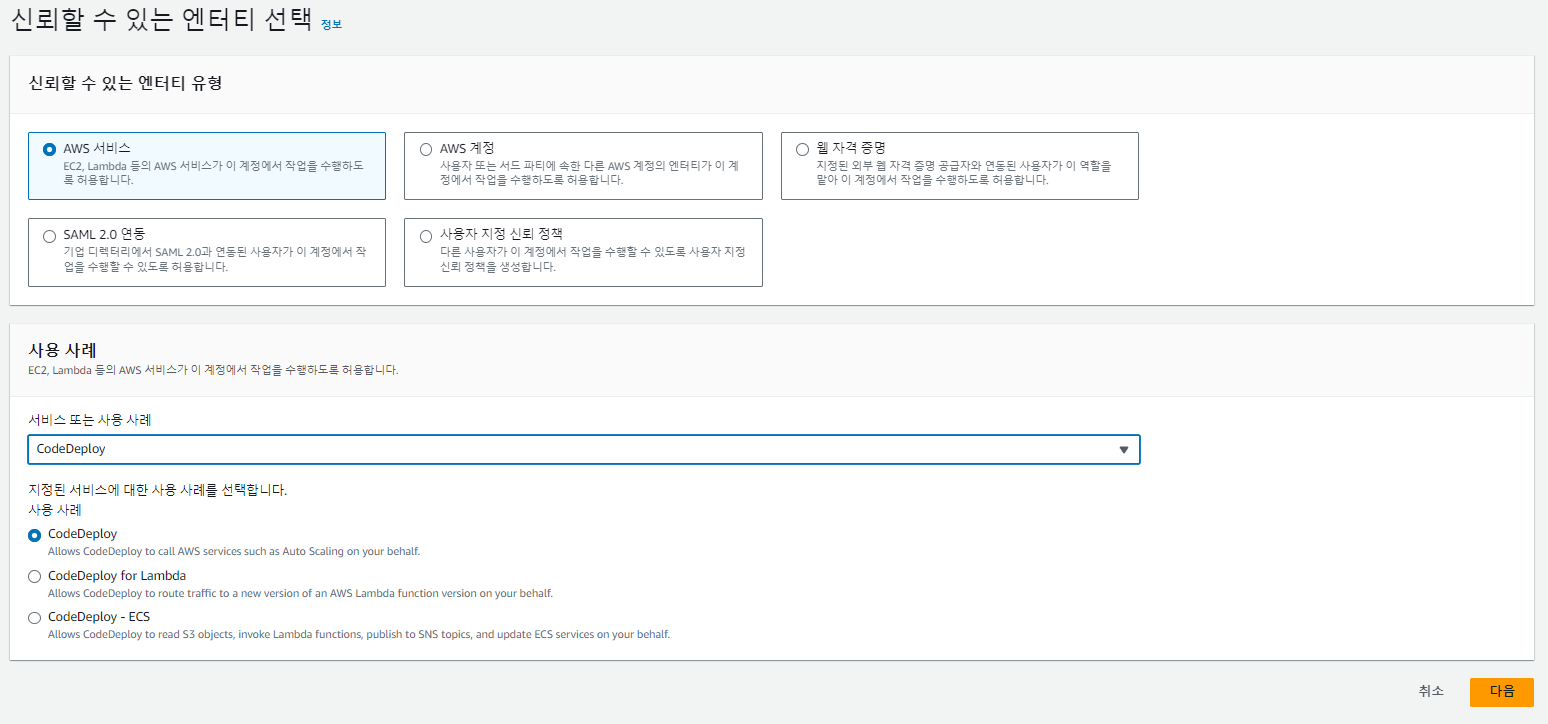 신뢰할 수 있는 엔터티 선택 정보
신뢰할 수 있는 엔터티 유형
AWS 서비스
EC2, Lambda 등의 AWS 서비스가 이 계정에서 작업을 수행하도
록 허용합니다.
AWS 계정
사용자 또는 서드 파티에 속한 다른 AWS 계정의 엔터티가 이 계
정에서 작업을 수행하도록 허용합니다.
웹 자격 증명
지정된 외부 웹 자격 증명 공급자와 연동된 사용자가 이 역할을
맡아 이 계정에서 작업을 수행하도록 허용합니다.
SAML 2.0 연동
기업 디렉터리에서 SAML 2.0과 연동된 사용자가 이 계정에서 작
업을 수행할 수 있도록 허용합니다.
사용자 지정 신뢰 정책
다른 사용자가 이 계정에서 작업을 수행할 수 있도록 사용자 지정
신뢰 정책을 생성합니다.
사용 사례
EC2, Lambda 등의 AWS 서비스가 이 계정에서 작업을 수행하도록 허용합니다.
서비스 또는 사용 사례
CodeDeploy
지정된 서비스에 대한 사용 사례를 선택합니다.
사용 사례
CodeDeploy
Allows CodeDeploy to call AWS services such as Auto Scaling on your behalf.
CodeDeploy for Lambda
Allows CodeDeploy to route traffic to a new version of an AWS Lambda function version on your behalf.
CodeDeploy - ECS
Allows CodeDeploy to read S3 objects, invoke Lambda functions, publish to SNS topics, and update ECS services on your behalf.
취소
다음